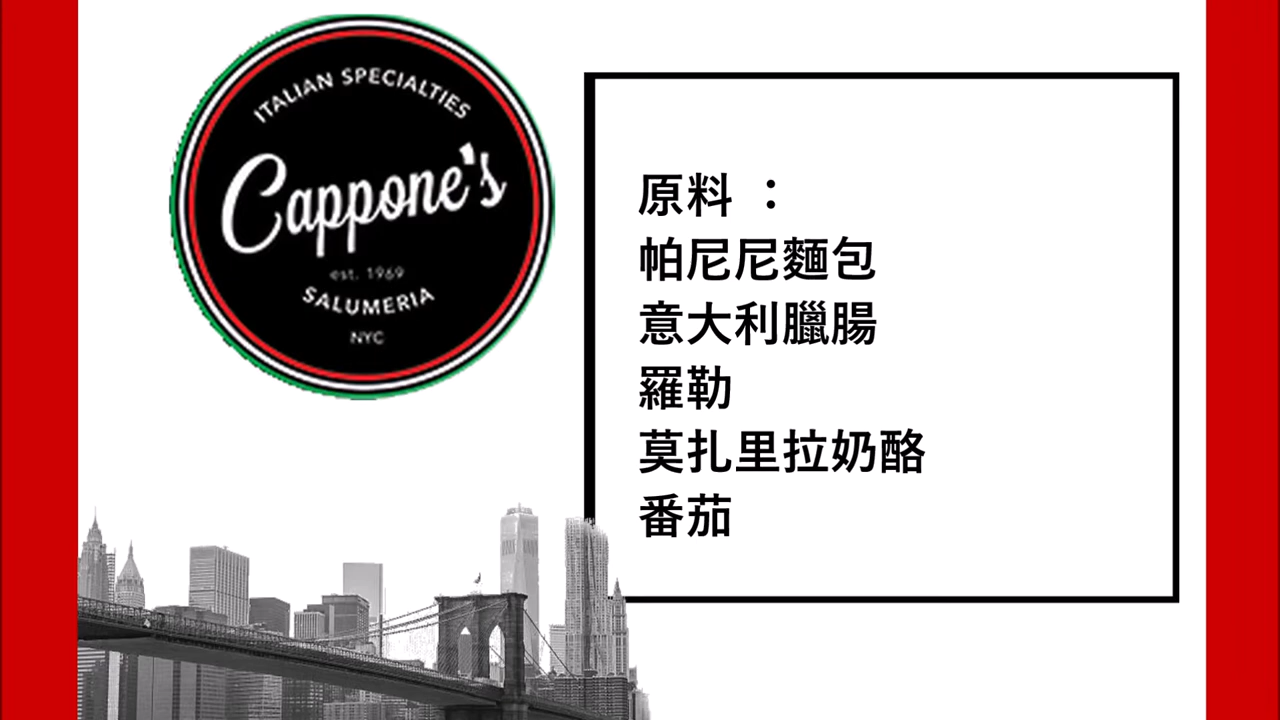 ITALIAN SPECIALTIES
Cappone's
est. 1969
SALUMERIA
NYC
原料 ：
帕尼尼麵包
意大利臘腸
羅勒
莫扎里拉奶酪
番茄